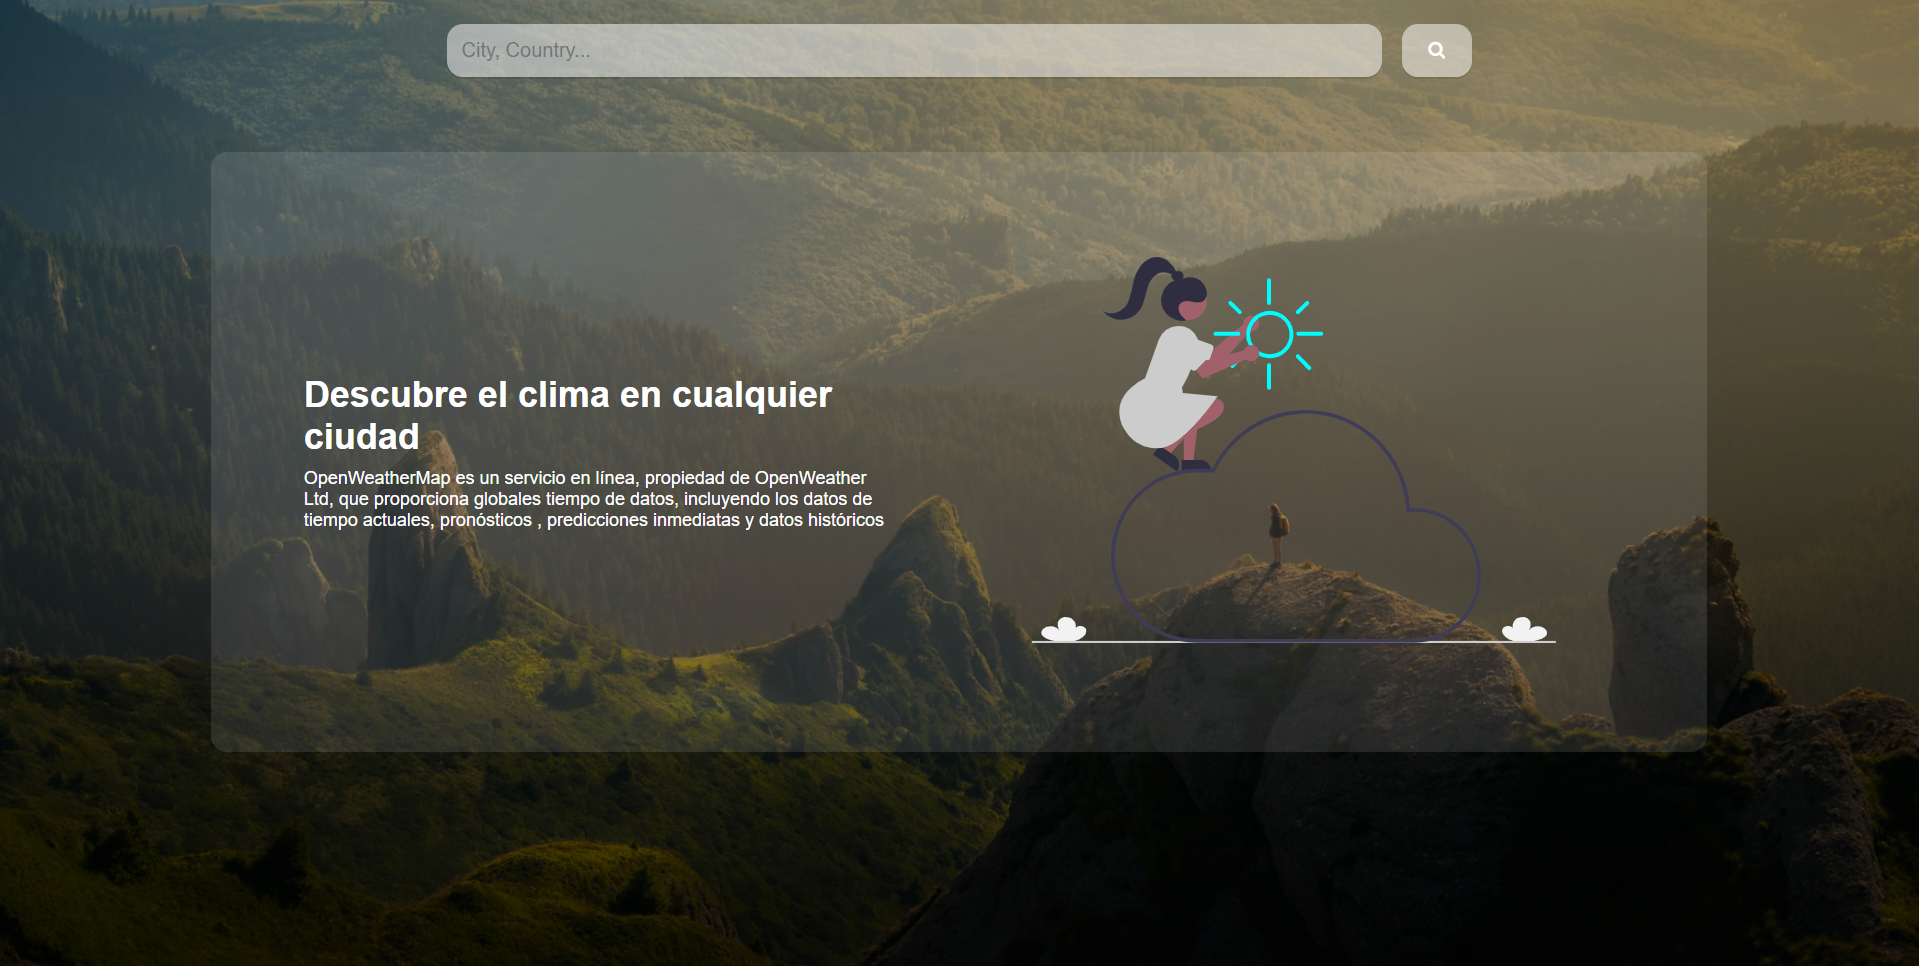 City, Country...
Descubre el clima en cualquier
ciudad
OpenWeatherMap es un servicio en línea, propiedad de OpenWeather
Ltd, que proporciona globales tiempo de datos, incluyendo los datos de
tiempo actuales, pronósticos , predicciones inmediatas y datos históricos